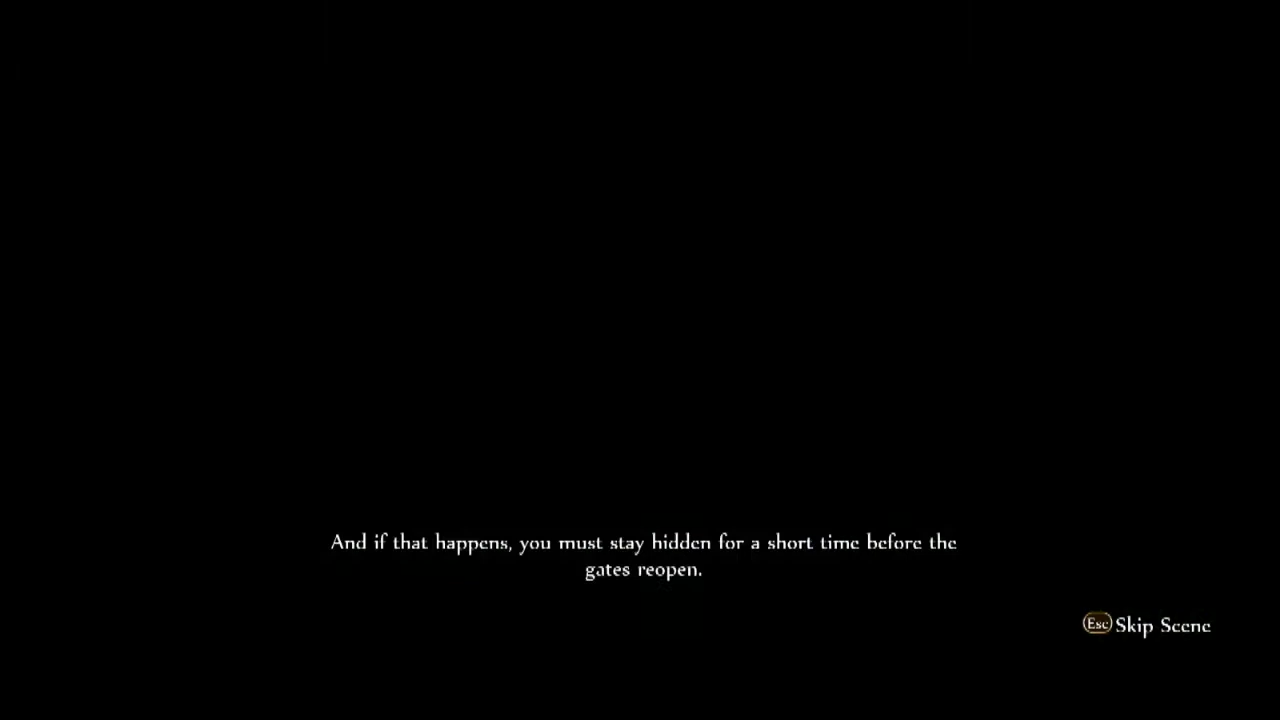 And if that happens, you must stay hidden for a short time before the
gates reopen.
Esc Skip Scene